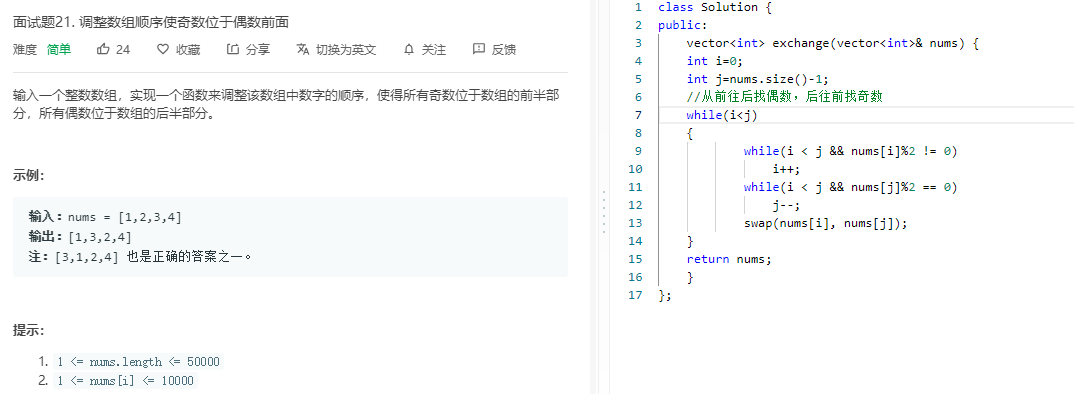 面试题21. 调整数组顺序使奇数位于偶数前面
难度 简单 24 收藏 分享 切换为英文 关注 反馈
输入一个整数数组，实现一个函数来调整该数组中数字的顺序，使得所有奇数位于数组的前半部
分，所有偶数位于数组的后半部分。
示例：
输入：nums = [1,2,3,4]
输出：[1,3,2,4]
注：[3,1,2,4] 也是正确的答案之一。
提示：
1. 1 <= nums.length <= 50000
2. 1 <= nums[i] <= 10000
1 class Solution {
2 public:
3 vector<int> exchange(vector<int>& nums) {
4 int i=0;
5 int j=nums.size()-1;
6 //从前往后找偶数，后往前找奇数
7 while(i<j)
8 {
9 while(i < j && nums[i]%2 != 0)
10 i++;
11 while(i < j && nums[j]%2 == 0)
12 j--;
13 swap(nums[i], nums[j]);
14 }
15 return nums;
16 }
17 };